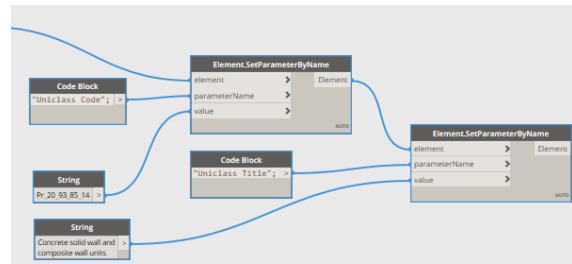 Element.SetParameterByName
element > Element
parameterName >
value >
AUTO
Code Block
"Uniclass Code"; >
String
Pr_20_93_85_14 >
Code Block
"Uniclass Title"; >
String
Concrete solid wall and >
composite wall units
Element.SetParameterByName
element > Element
parameterName >
value >
AUTO